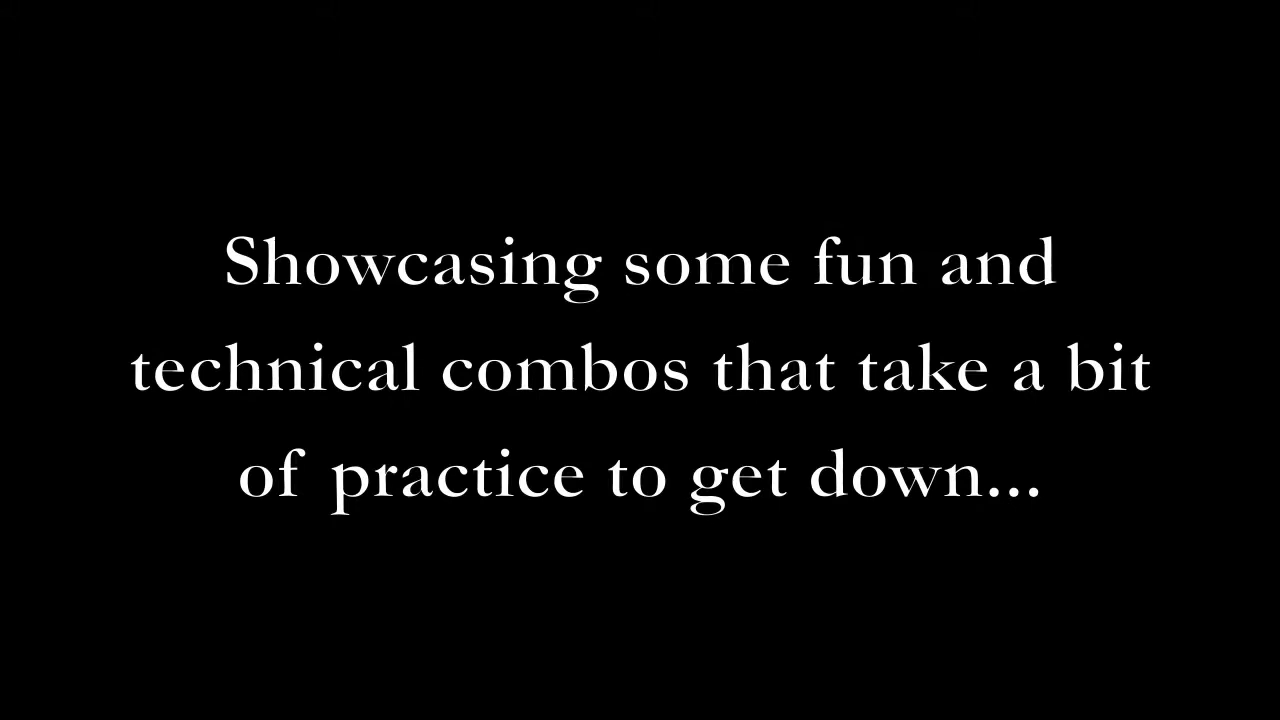 Showcasing some fun and
technical combos that take a bit
of practice to get down...